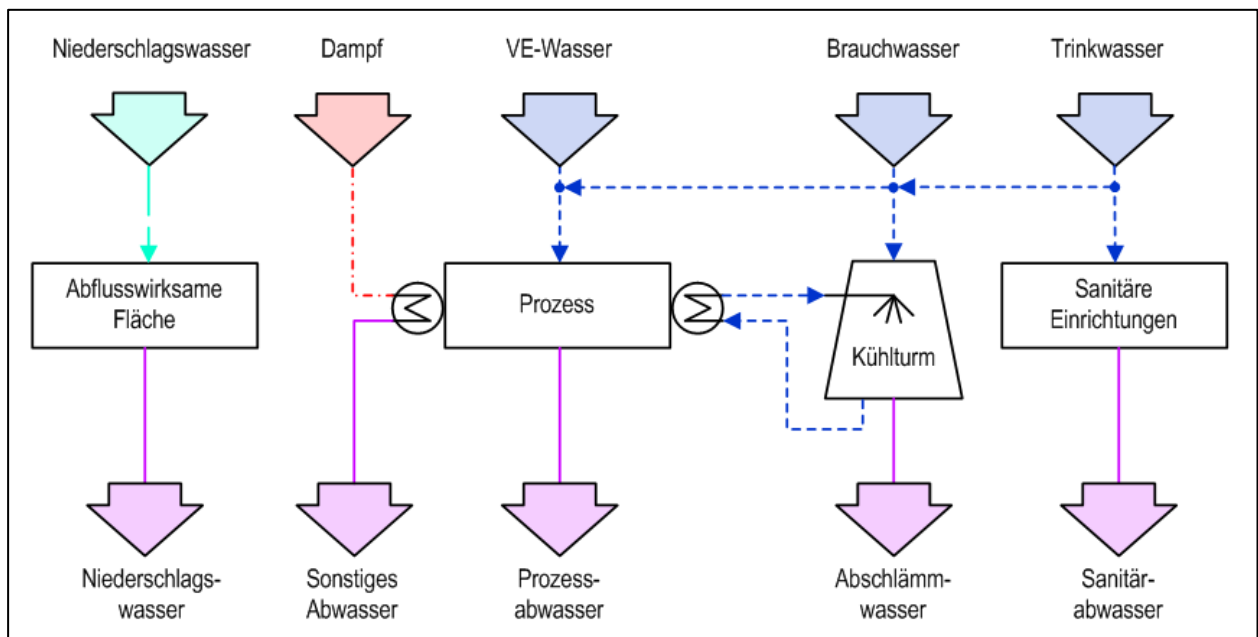 Niederschlagswasser
Dampf
VE-Wasser
Brauchwasser
Trinkwasser
Abflusswirksame
Fläche
Prozess
Kühlturm
Sanitäre
Einrichtungen
Niederschlags-
wasser
Sonstiges
Abwasser
Prozess-
abwasser
Abschlämm-
wasser
Sanitär-
abwasser